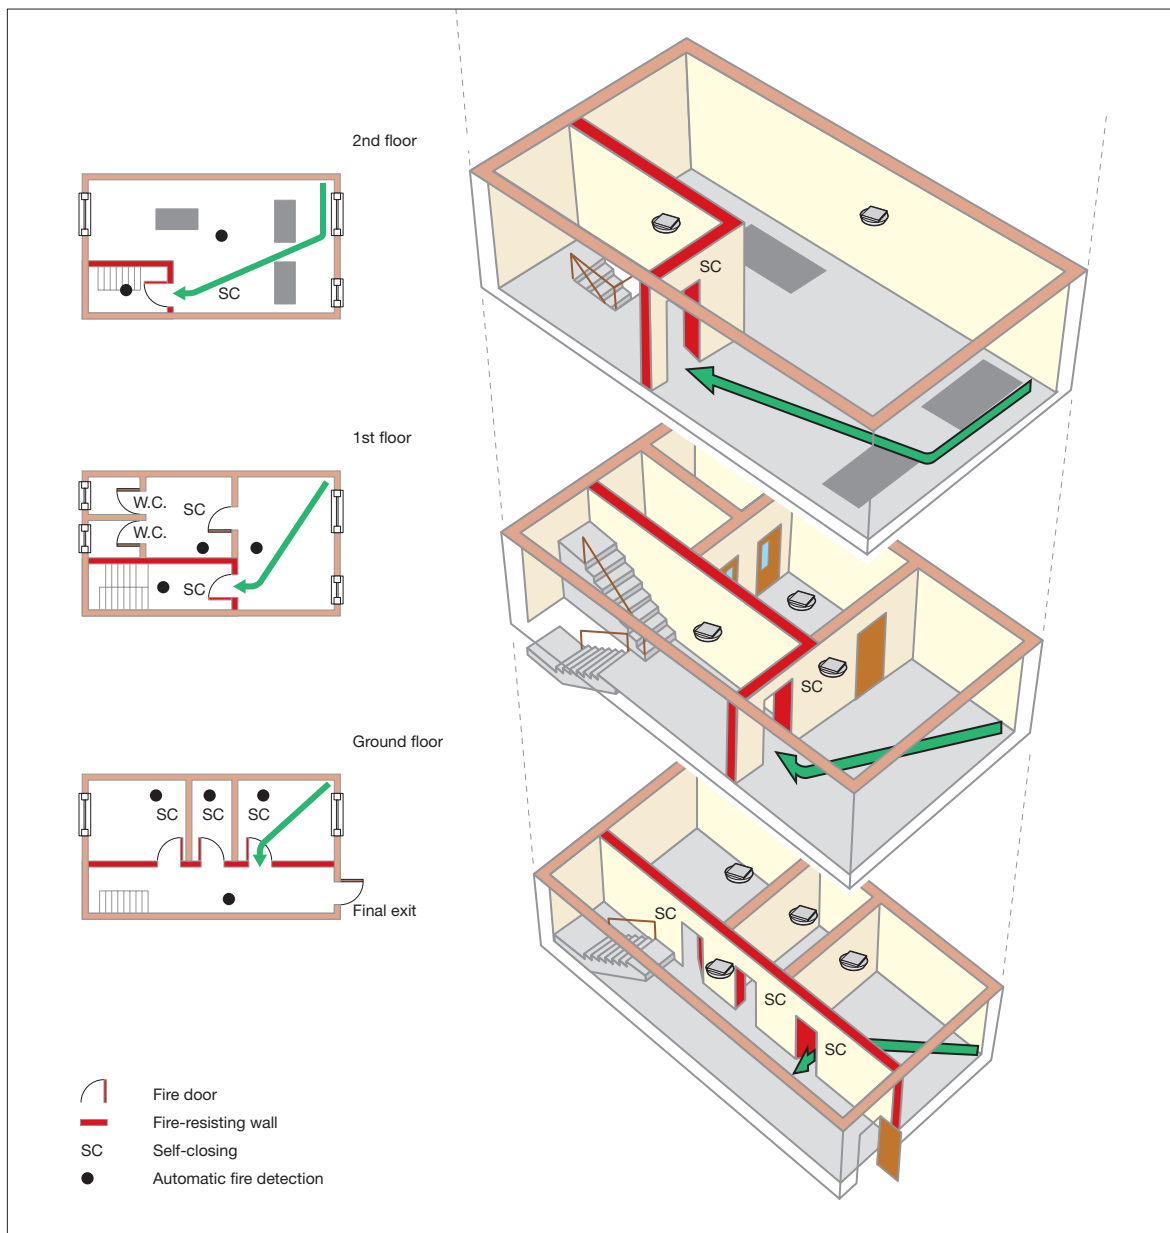 2nd floor
SC
SC
1st floor
W.C.
SC
W.C.
SC
SC
Ground floor
SC
SC
SC
Final exit
SC
SC
SC
Fire door
Fire-resisting wall
SC
Self-closing
Automatic fire detection